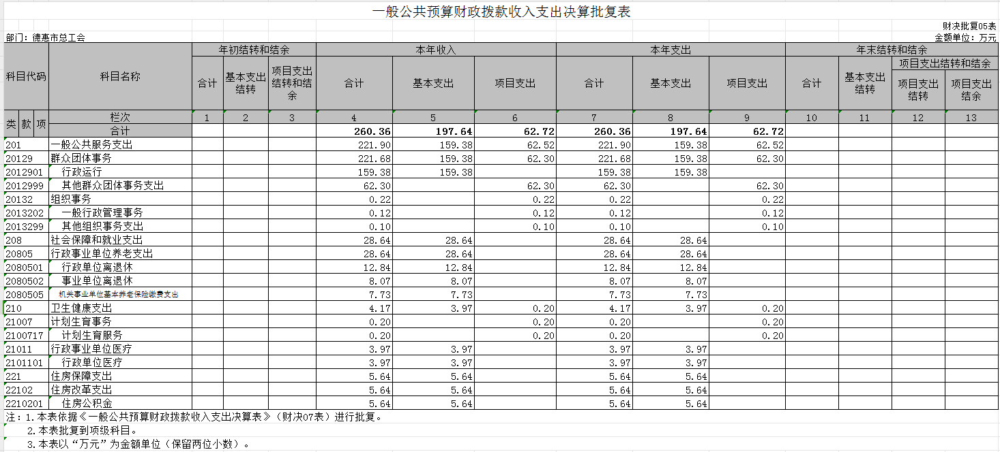 一般公共预算财政拨款收入支出决算批复表
财决批复05表
部门：德惠市总工会 金额单位：万元
科目代码 科目名称 年初结转和结余 本年收入 本年支出 年末结转和结余
合计 基本支出结转 项目支出结转和结余 合计 基本支出 项目支出 合计 基本支出 项目支出 合计 基本支出结转 项目支出结转和结余
项目支出结转 项目支出结余
类 款 项 栏次 1 2 3 4 5 6 7 8 9 10 11 12 13
合计 260.36 197.64 62.72 260.36 197.64 62.72
201 一般公共服务支出 221.90 159.38 62.52 221.90 159.38 62.52
20129 群众团体事务 221.68 159.38 62.30 221.68 159.38 62.30
2012901 行政运行 159.38 159.38 159.38 159.38
2012999 其他群众团体事务支出 62.30 62.30 62.30 62.30
20132 组织事务 0.22 0.22 0.22 0.22
2013202 一般行政管理事务 0.12 0.12 0.12 0.12
2013299 其他组织事务支出 0.10 0.10 0.10 0.10
208 社会保障和就业支出 28.64 28.64 28.64 28.64
20805 行政事业单位养老支出 28.64 28.64 28.64 28.64
2080501 行政单位离退休 12.84 12.84 12.84 12.84
2080502 事业单位离退休 8.07 8.07 8.07 8.07
2080505 机关事业单位基本养老保险缴费支出 7.73 7.73 7.73 7.73
210 卫生健康支出 4.17 3.97 0.20 4.17 3.97 0.20
21007 计划生育事务 0.20 0.20 0.20 0.20
2100717 计划生育服务 0.20 0.20 0.20 0.20
21011 行政事业单位医疗 3.97 3.97 3.97 3.97
2101101 行政单位医疗 3.97 3.97 3.97 3.97
221 住房保障支出 5.64 5.64 5.64 5.64
22102 住房改革支出 5.64 5.64 5.64 5.64
2210201 住房公积金 5.64 5.64 5.64 5.64
注：1.本表依据《一般公共预算财政拨款收入支出决算表》（财决07表）进行批复。
2.本表批复到项级科目。
3.本表以“万元”为金额单位（保留两位小数）。